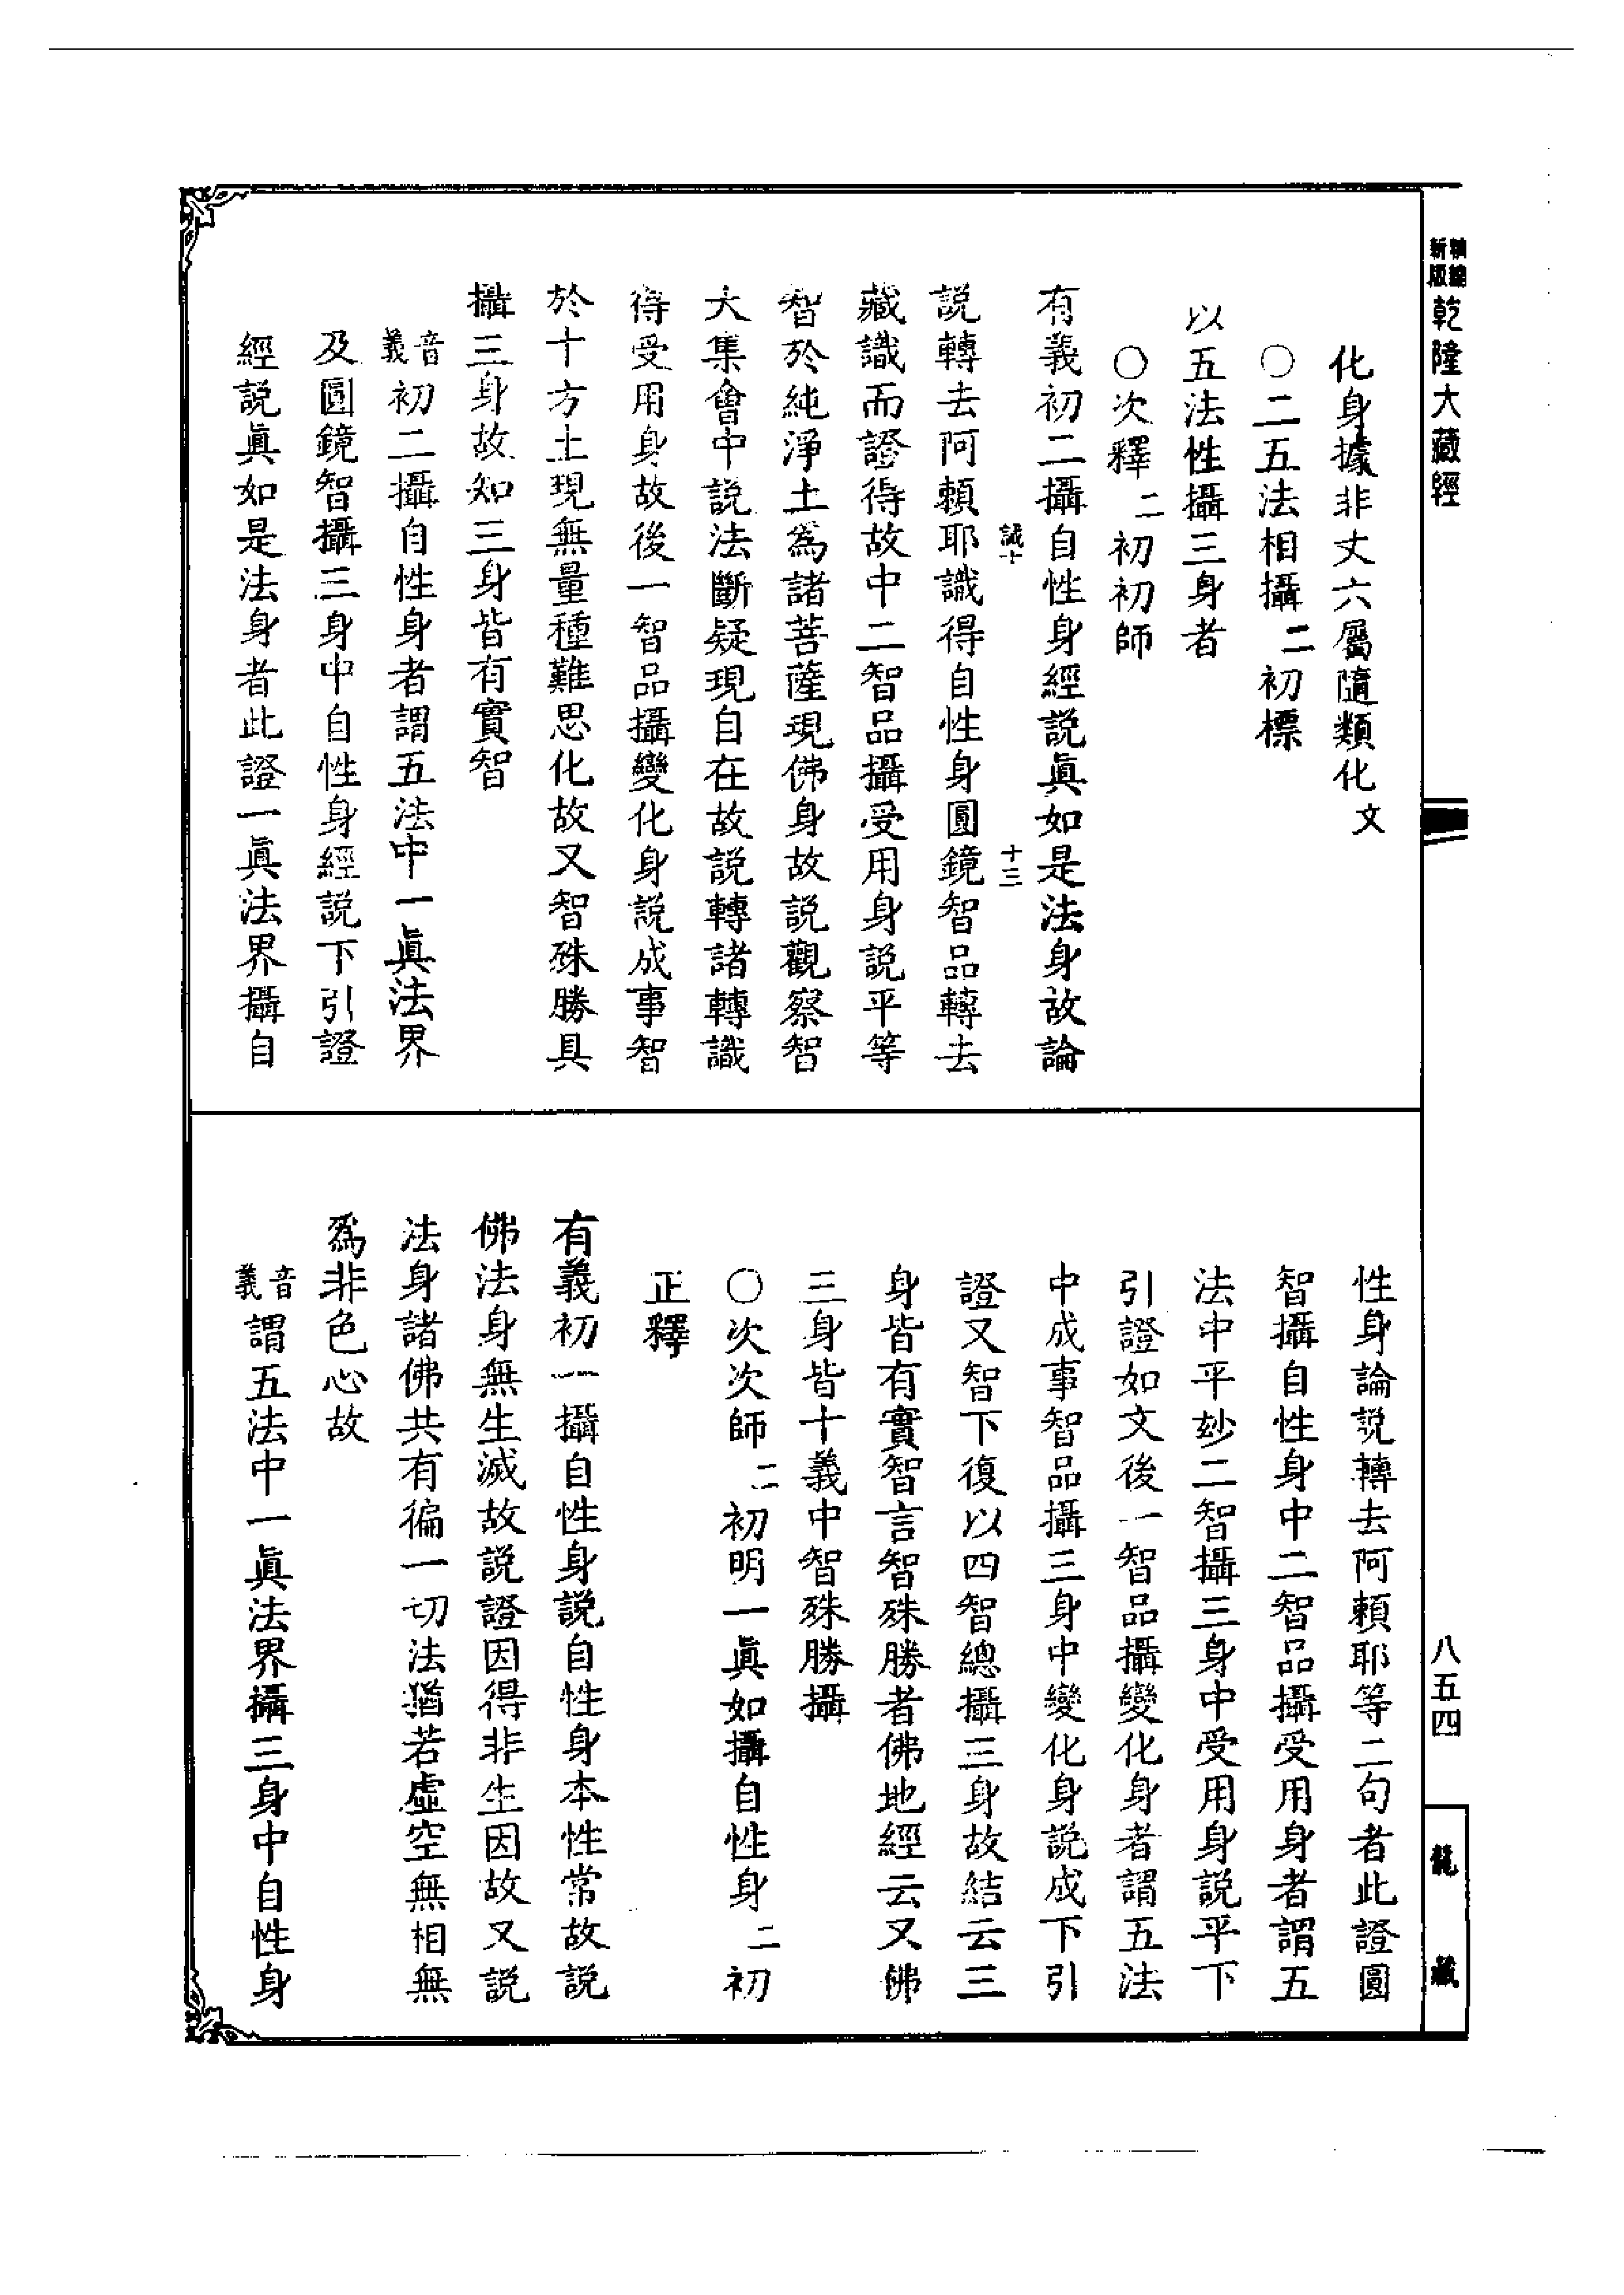 新編
精版
乾隆大藏經
八五四
龍藏
化身據非丈六屬隨類化文
○二五法相攝二初標
以五法性攝三身者
○次釋二初初師
有義初二攝自性身經說眞如是法身故論
誠十
十三
說轉去阿賴耶識得自性身圓鏡智品轉去
藏識而證得故中二智品攝受用身說平等
智於純淨土為諸菩薩現佛身故說觀察智
大集會中說法斷疑現自在故說轉諸轉識
得受用身故後一智品攝變化身說成事智
於十方土現無量種難思化故又智殊勝具
攝三身故知三身皆有實智
音義初二攝自性身者謂五法中一眞法界
及圓鏡智攝三身中自性身經說下引證
經說眞如是法身者此證一眞法界攝自
性身論說轉去阿賴耶等二句者此證圓
智攝自性身中二智品攝受用身者謂五
法中平妙二智攝三身中受用身說平下
引證如文後一智品攝變化身者謂五法
中成事智品攝三身中變化身說成下引
證又智下復以四智總攝三身故結云三
身皆有實智言智殊勝者佛地經云又佛
三身皆十義中智殊勝攝
○次次師二初明一眞如攝自性身二初
正釋
有義初一攝自性身說自性身本性常故說
佛法身無生滅故說證因得非生因故又說
法身諸佛共有徧一切法猶若虛空無相無
為非色心故
音義謂五法中一眞法界攝三身中自性身